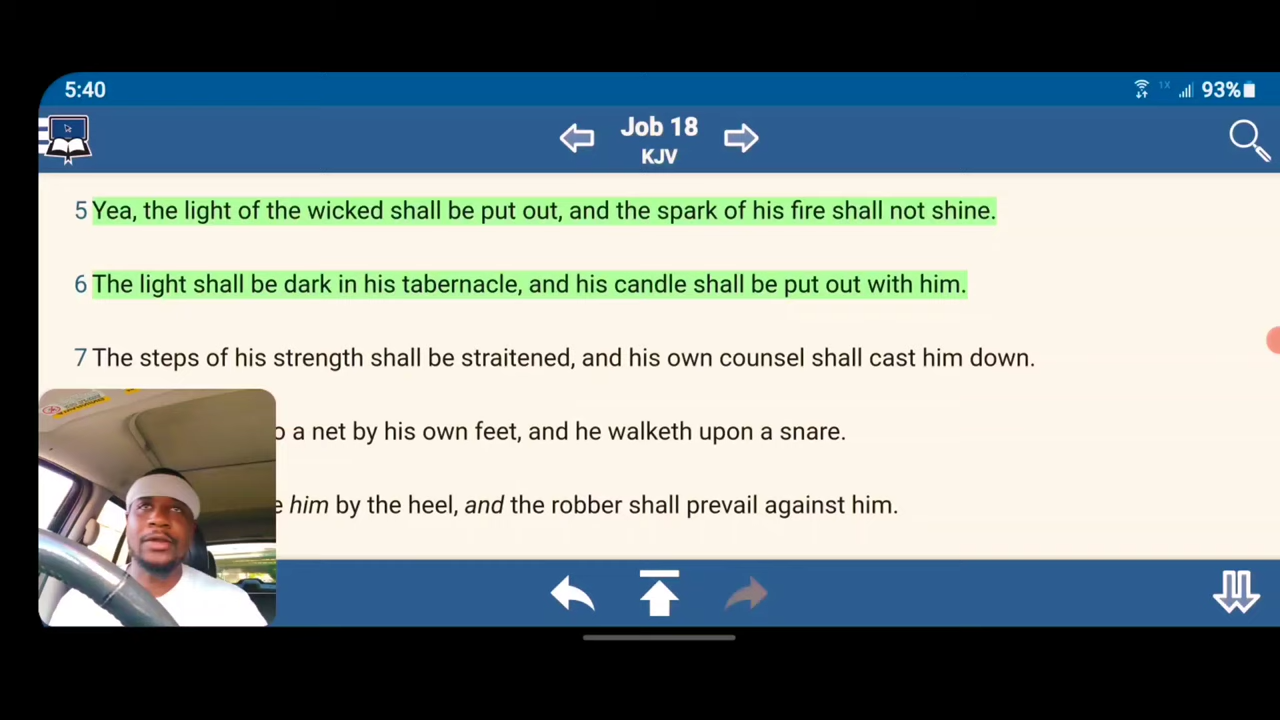 5:40
1X
93%
Job 18
KJV
5 Yea, the light of the wicked shall be put out, and the spark of his fire shall not shine.
6 The light shall be dark in his tabernacle, and his candle shall be put out with him.
7 The steps of his strength shall be straitened, and his own counsel shall cast him down.
o a net by his own feet, and he walketh upon a snare.
e him by the heel, and the robber shall prevail against him.